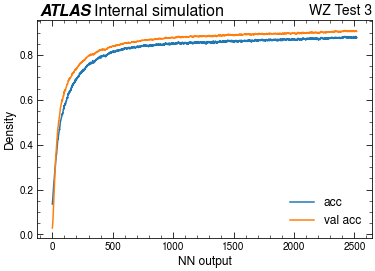 ATLAS Internal simulation
WZ Test 3
Density
0.8
0.6
0.4
0.2
0.0
acc
val acc
0
500
1000
1500
2000
2500
NN output